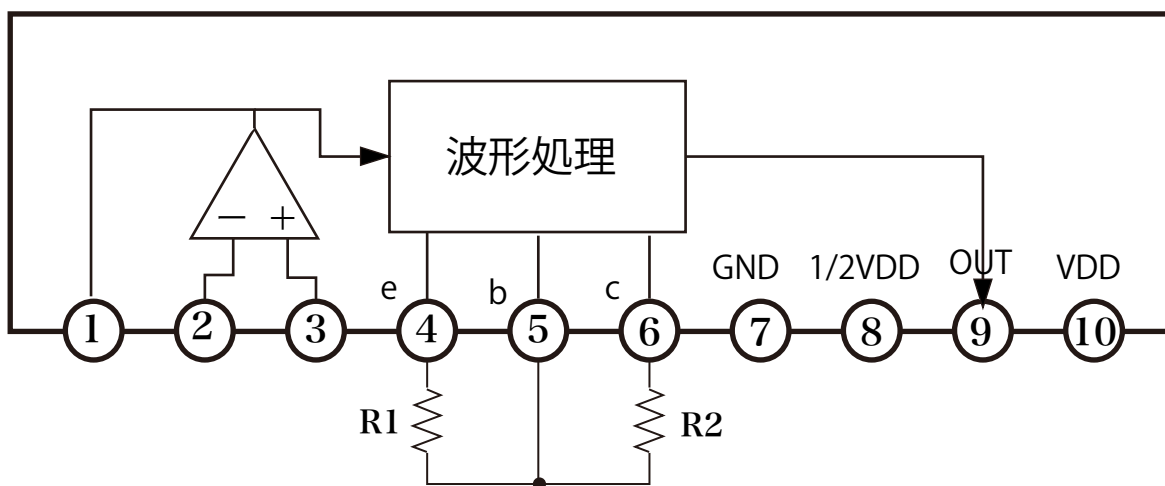 波形処理
− +
e b c GND 1/2VDD OUT VDD
1 2 3 4 5 6 7 8 9 10
R1 R2